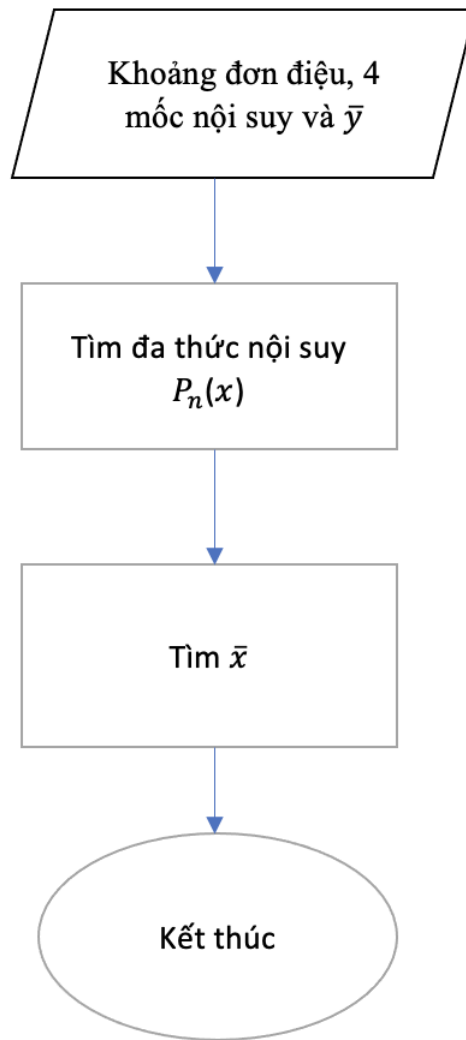 Khoảng đơn điệu, 4
mốc nội suy và ȳ
Tìm đa thức nội suy
Pₙ(x)
Tìm x̄
Kết thúc